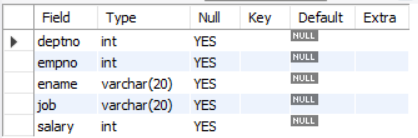 Field Type Null Key Default Extra
deptno int YES NULL
empno int YES NULL
ename varchar(20) YES NULL
job varchar(20) YES NULL
salary int YES NULL